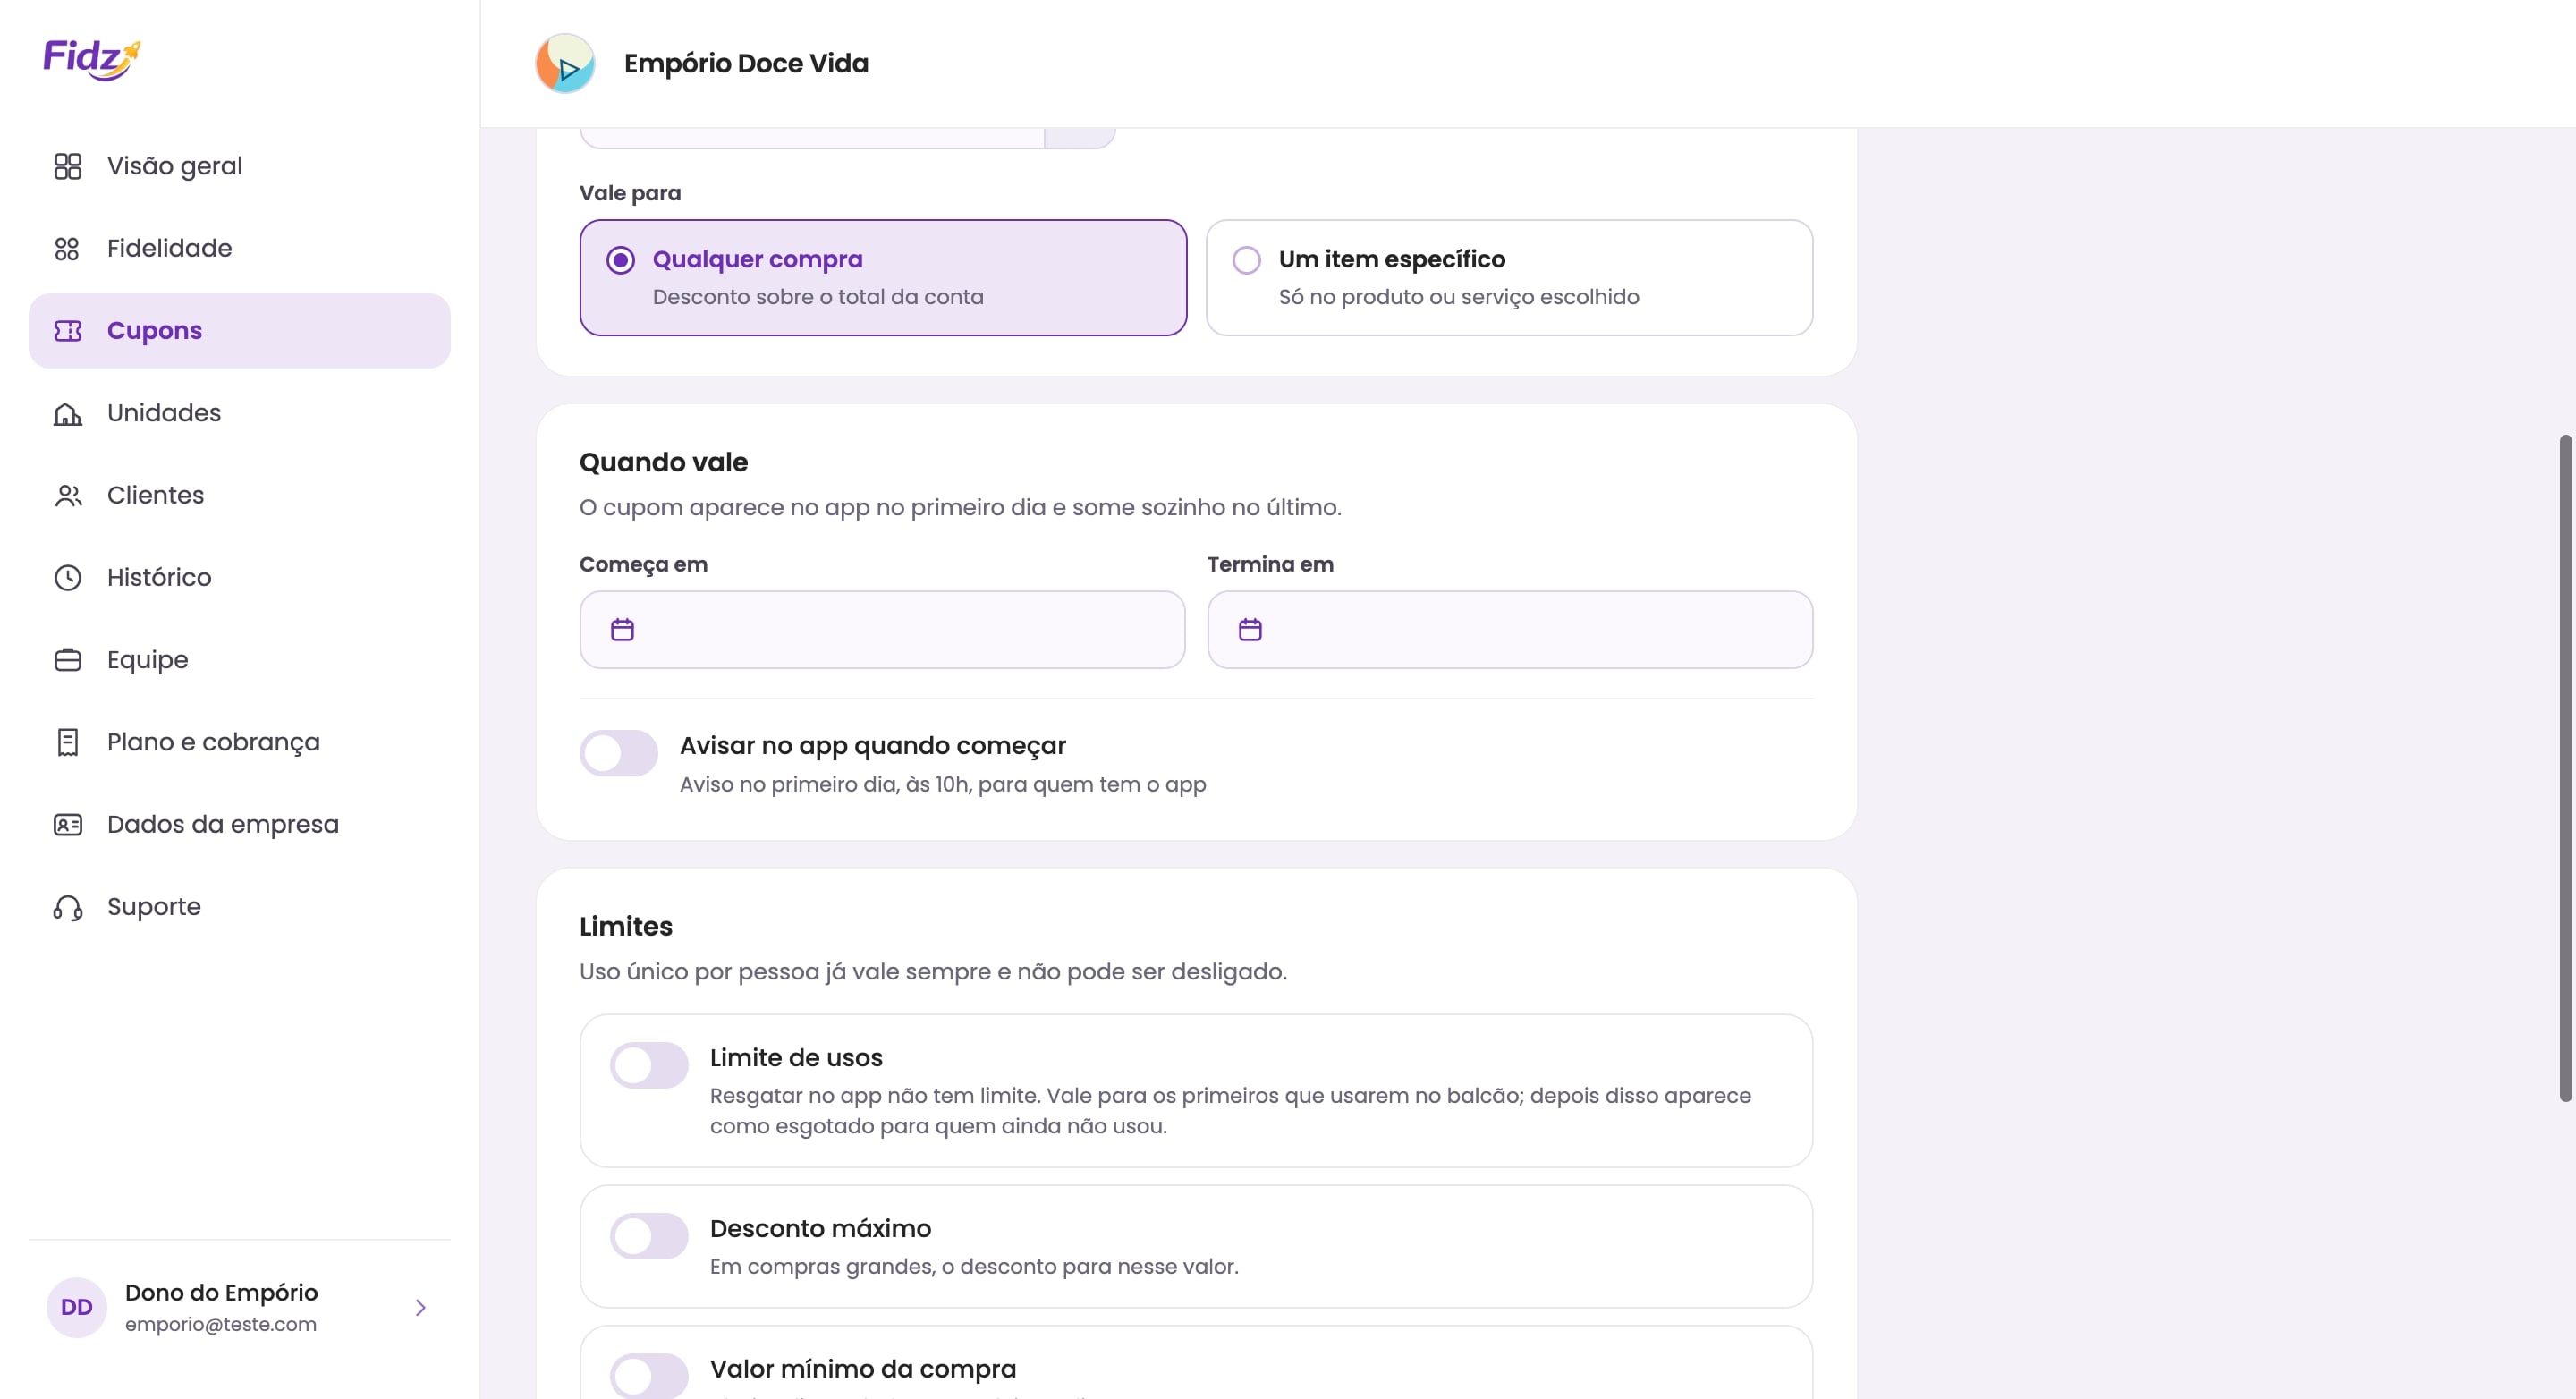 Fidz
Empório Doce Vida
Visão geral
Fidelidade
Cupons
Unidades
Clientes
Histórico
Equipe
Plano e cobrança
Dados da empresa
Suporte
DD
Dono do Empório
emporio@teste.com
Vale para
Qualquer compra
Desconto sobre o total da conta
Um item específico
Só no produto ou serviço escolhido
Quando vale
O cupom aparece no app no primeiro dia e some sozinho no último.
Começa em
Termina em
Avisar no app quando começar
Aviso no primeiro dia, às 10h, para quem tem o app
Limites
Uso único por pessoa já vale sempre e não pode ser desligado.
Limite de usos
Resgatar no app não tem limite. Vale para os primeiros que usarem no balcão; depois disso aparece
como esgotado para quem ainda não usou.
Desconto máximo
Em compras grandes, o desconto para nesse valor.
Valor mínimo da compra